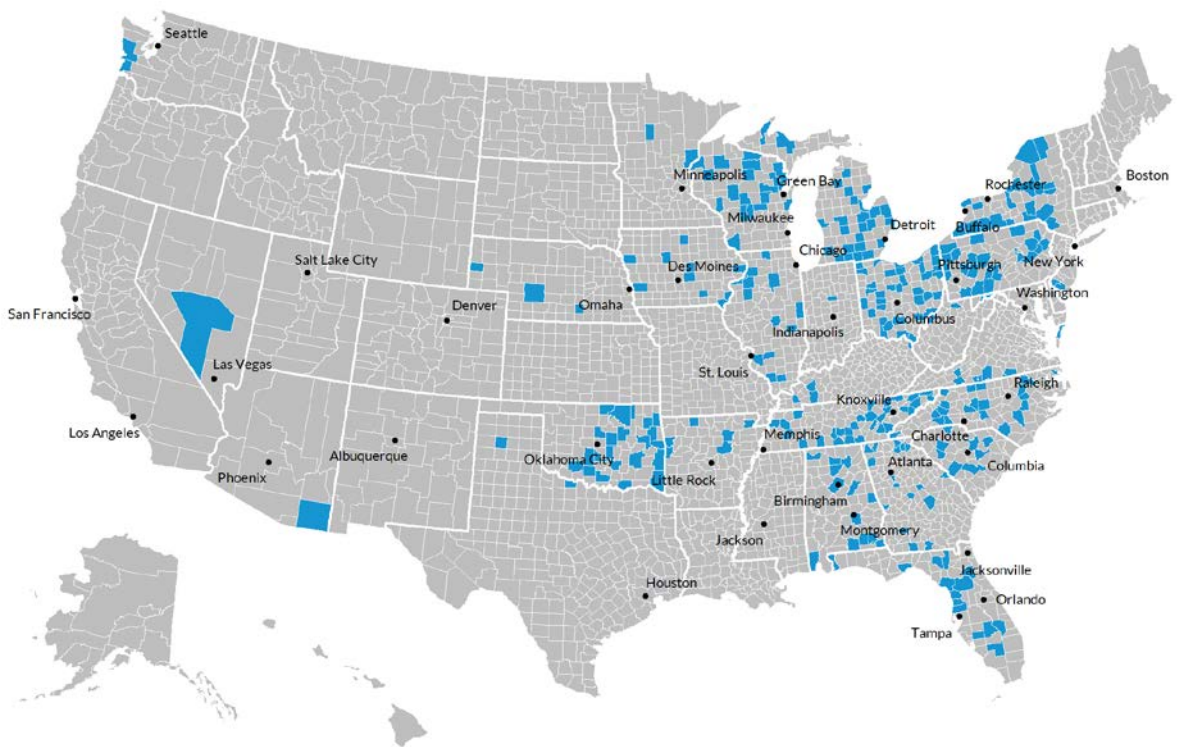 Seattle
Minneapolis
Green Bay
Rochester
Boston
Milwaukee
Detroit
Buffalo
Chicago
Salt Lake City
Des Moines
Pittsburgh
New York
Omaha
Denver
Washington
San Francisco
Columbus
Indianapolis
Las Vegas
St. Louis
Raleigh
Knoxville
Los Angeles
Memphis
Charlotte
Albuquerque
Oklahoma City
Atlanta
Columbia
Phoenix
Little Rock
Birmingham
Montgomery
Jackson
Jacksonville
Houston
Orlando
Tampa